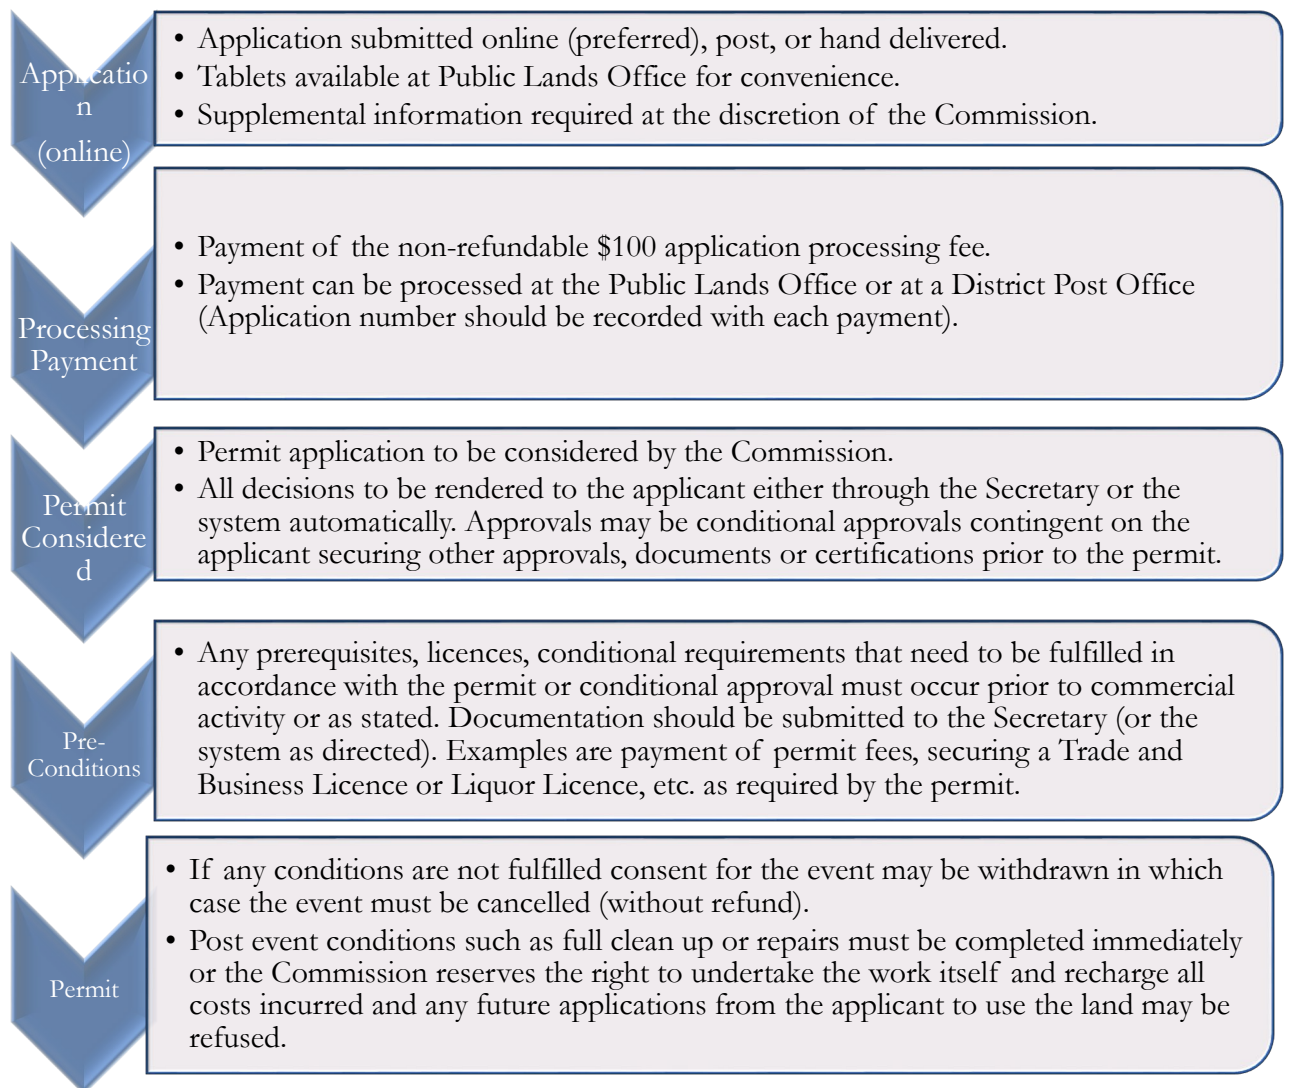 Applicatio
n
(online)
• Application submitted online (preferred), post, or hand delivered.
• Tablets available at Public Lands Office for convenience.
• Supplemental information required at the discretion of the Commission.
Processing
Payment
• Payment of the non-refundable $100 application processing fee.
• Payment can be processed at the Public Lands Office or at a District Post Office
(Application number should be recorded with each payment).
Permit
Considere
d
• Permit application to be considered by the Commission.
• All decisions to be rendered to the applicant either through the Secretary or the
system automatically. Approvals may be conditional approvals contingent on the
applicant securing other approvals, documents or certifications prior to the permit.
Pre-
Conditions
• Any prerequisites, licences, conditional requirements that need to be fulfilled in
accordance with the permit or conditional approval must occur prior to commercial
activity or as stated. Documentation should be submitted to the Secretary (or the
system as directed). Examples are payment of permit fees, securing a Trade and
Business Licence or Liquor Licence, etc. as required by the permit.
Permit
• If any conditions are not fulfilled consent for the event may be withdrawn in which
case the event must be cancelled (without refund).
• Post event conditions such as full clean up or repairs must be completed immediately
or the Commission reserves the right to undertake the work itself and recharge all
costs incurred and any future applications from the applicant to use the land may be
refused.